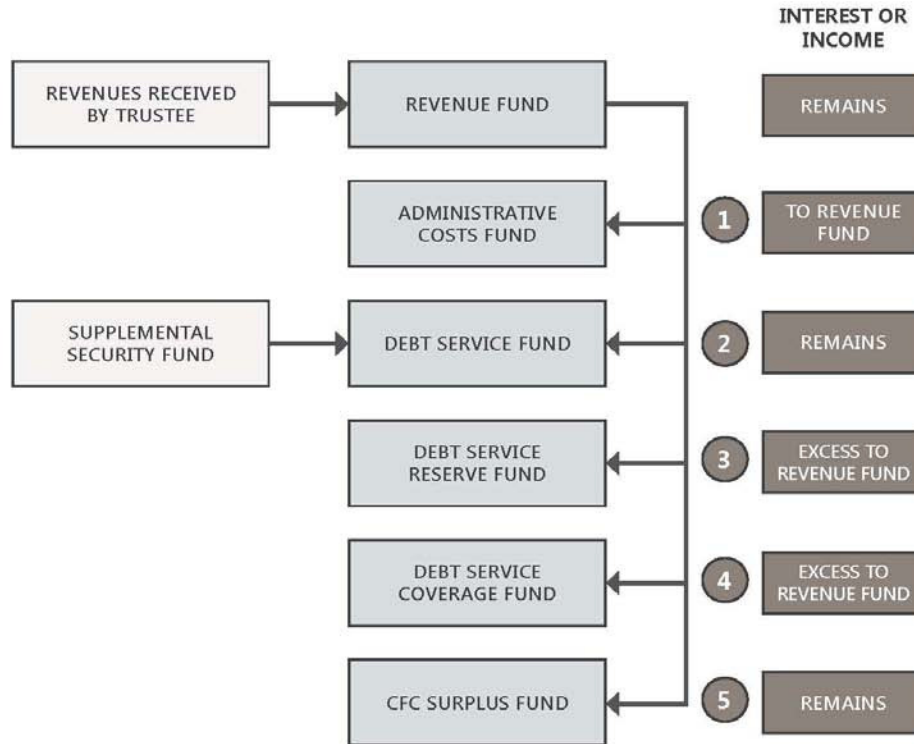 INTEREST OR
INCOME
REVENUES RECEIVED
BY TRUSTEE
REVENUE FUND
REMAINS
ADMINISTRATIVE
COSTS FUND
1
TO REVENUE
FUND
SUPPLEMENTAL
SECURITY FUND
DEBT SERVICE FUND
2
REMAINS
DEBT SERVICE
RESERVE FUND
3
EXCESS TO
REVENUE FUND
DEBT SERVICE
COVERAGE FUND
4
EXCESS TO
REVENUE FUND
CFC SURPLUS FUND
5
REMAINS